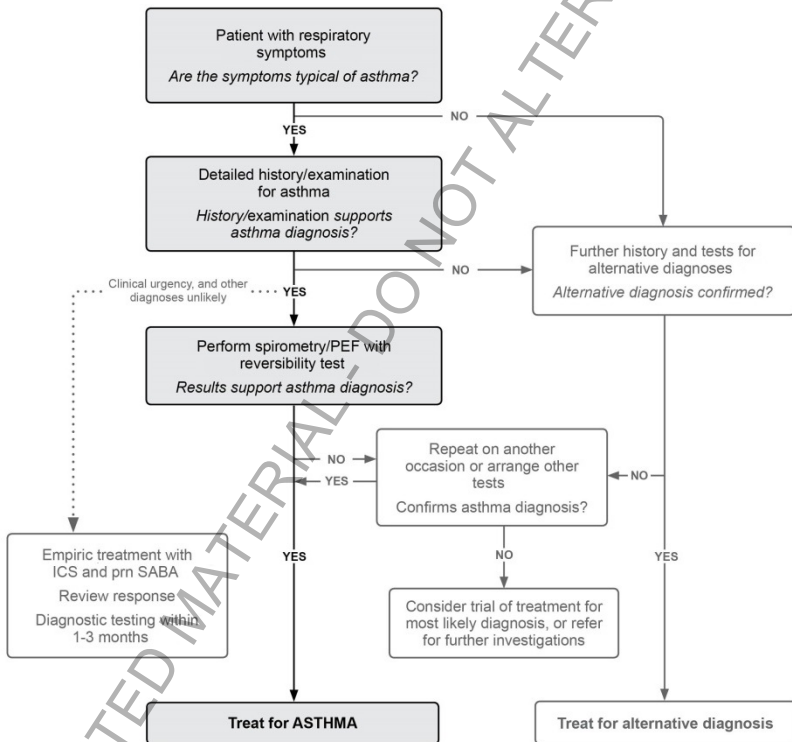 Patient with respiratory
symptoms
Are the symptoms typical of asthma?
NO
YES
Detailed history/examination
for asthma
History/examination supports
asthma diagnosis?
Further history and tests for
alternative diagnoses
Alternative diagnosis confirmed?
NO
Clinical urgency, and other
diagnoses unlikely
YES
Perform spirometry/PEF with
reversibility test
Results support asthma diagnosis?
Repeat on another
occasion or arrange other
tests
Confirms asthma diagnosis?
NO
YES
NO
Empiric treatment with
ICS and prn SABA
Review response
Diagnostic testing within
1-3 months
YES
NO
YES
Consider trial of treatment for
most likely diagnosis, or refer
for further investigations
Treat for ASTHMA
Treat for alternative diagnosis
TED MATERIAL - DO NOT ALTER